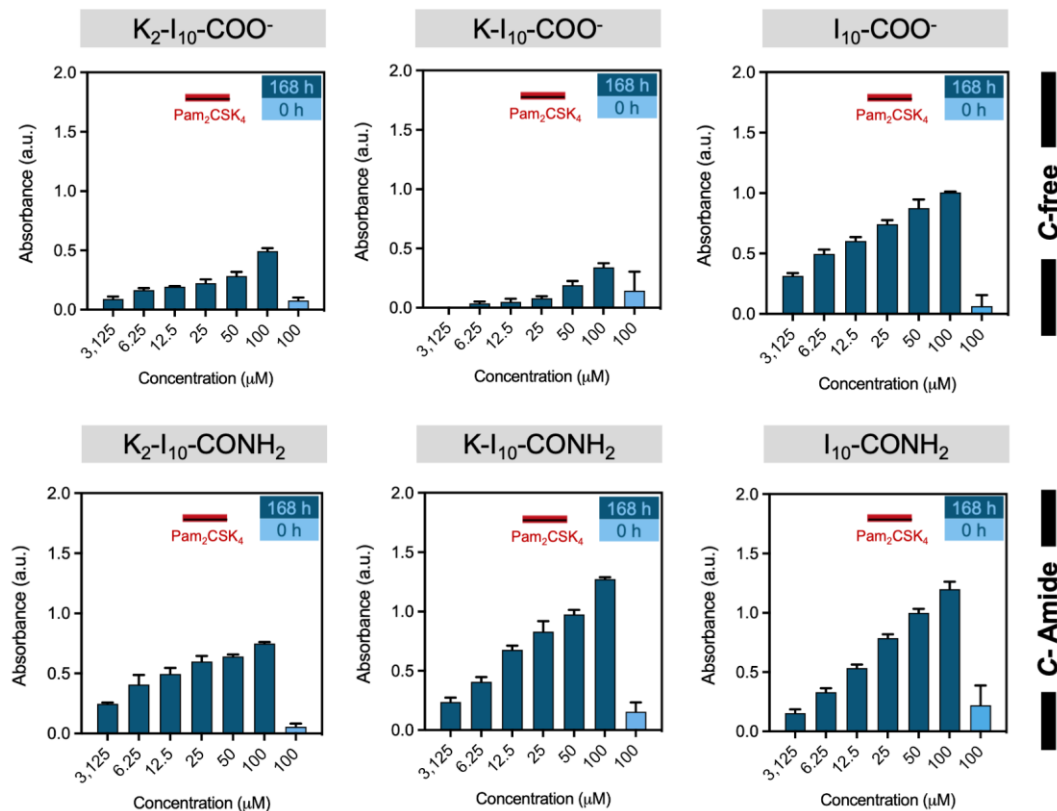 K₂-I₁₀-COO⁻
2.0
1.5
1.0
0.5
0.0
Absorbance (a.u.)
168 h
0 h
Pam₂CSK₄
3,125
6.25
12.5
25
50
100
100
Concentration (μM)
K-I₁₀-COO⁻
2.0
1.5
1.0
0.5
0.0
Absorbance (a.u.)
168 h
0 h
Pam₂CSK₄
3,125
6.25
12.5
25
50
100
100
Concentration (μM)
I₁₀-COO⁻
2.0
1.5
1.0
0.5
0.0
Absorbance (a.u.)
168 h
0 h
Pam₂CSK₄
3,125
6.25
12.5
25
50
100
100
Concentration (μM)
C-free
K₂-I₁₀-CONH₂
2.0
1.5
1.0
0.5
0.0
Absorbance (a.u.)
168 h
0 h
Pam₂CSK₄
3,125
6.25
12.5
25
50
100
100
Concentration (μM)
K-I₁₀-CONH₂
2.0
1.5
1.0
0.5
0.0
Absorbance (a.u.)
168 h
0 h
Pam₂CSK₄
3,125
6.25
12.5
25
50
100
100
Concentration (μM)
I₁₀-CONH₂
2.0
1.5
1.0
0.5
0.0
Absorbance (a.u.)
168 h
0 h
Pam₂CSK₄
3,125
6.25
12.5
25
50
100
100
Concentration (μM)
C- Amide